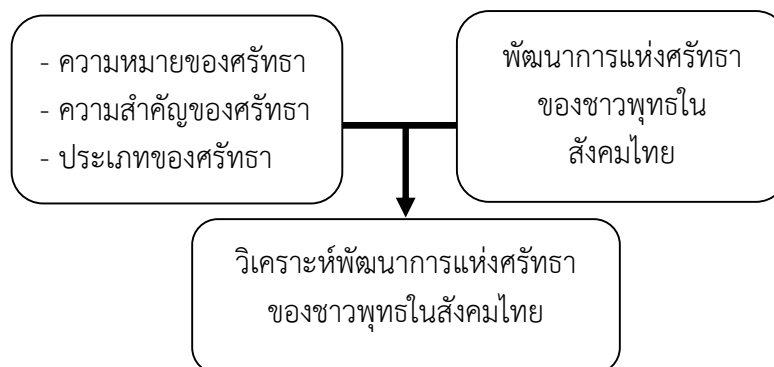 - ความหมายของศรัทธา
- ความสำคัญของศรัทธา
- ประเภทของศรัทธา
พัฒนาการแห่งศรัทธา
ของชาวพุทธใน
สังคมไทย
วิเคราะห์พัฒนาการแห่งศรัทธา
ของชาวพุทธในสังคมไทย